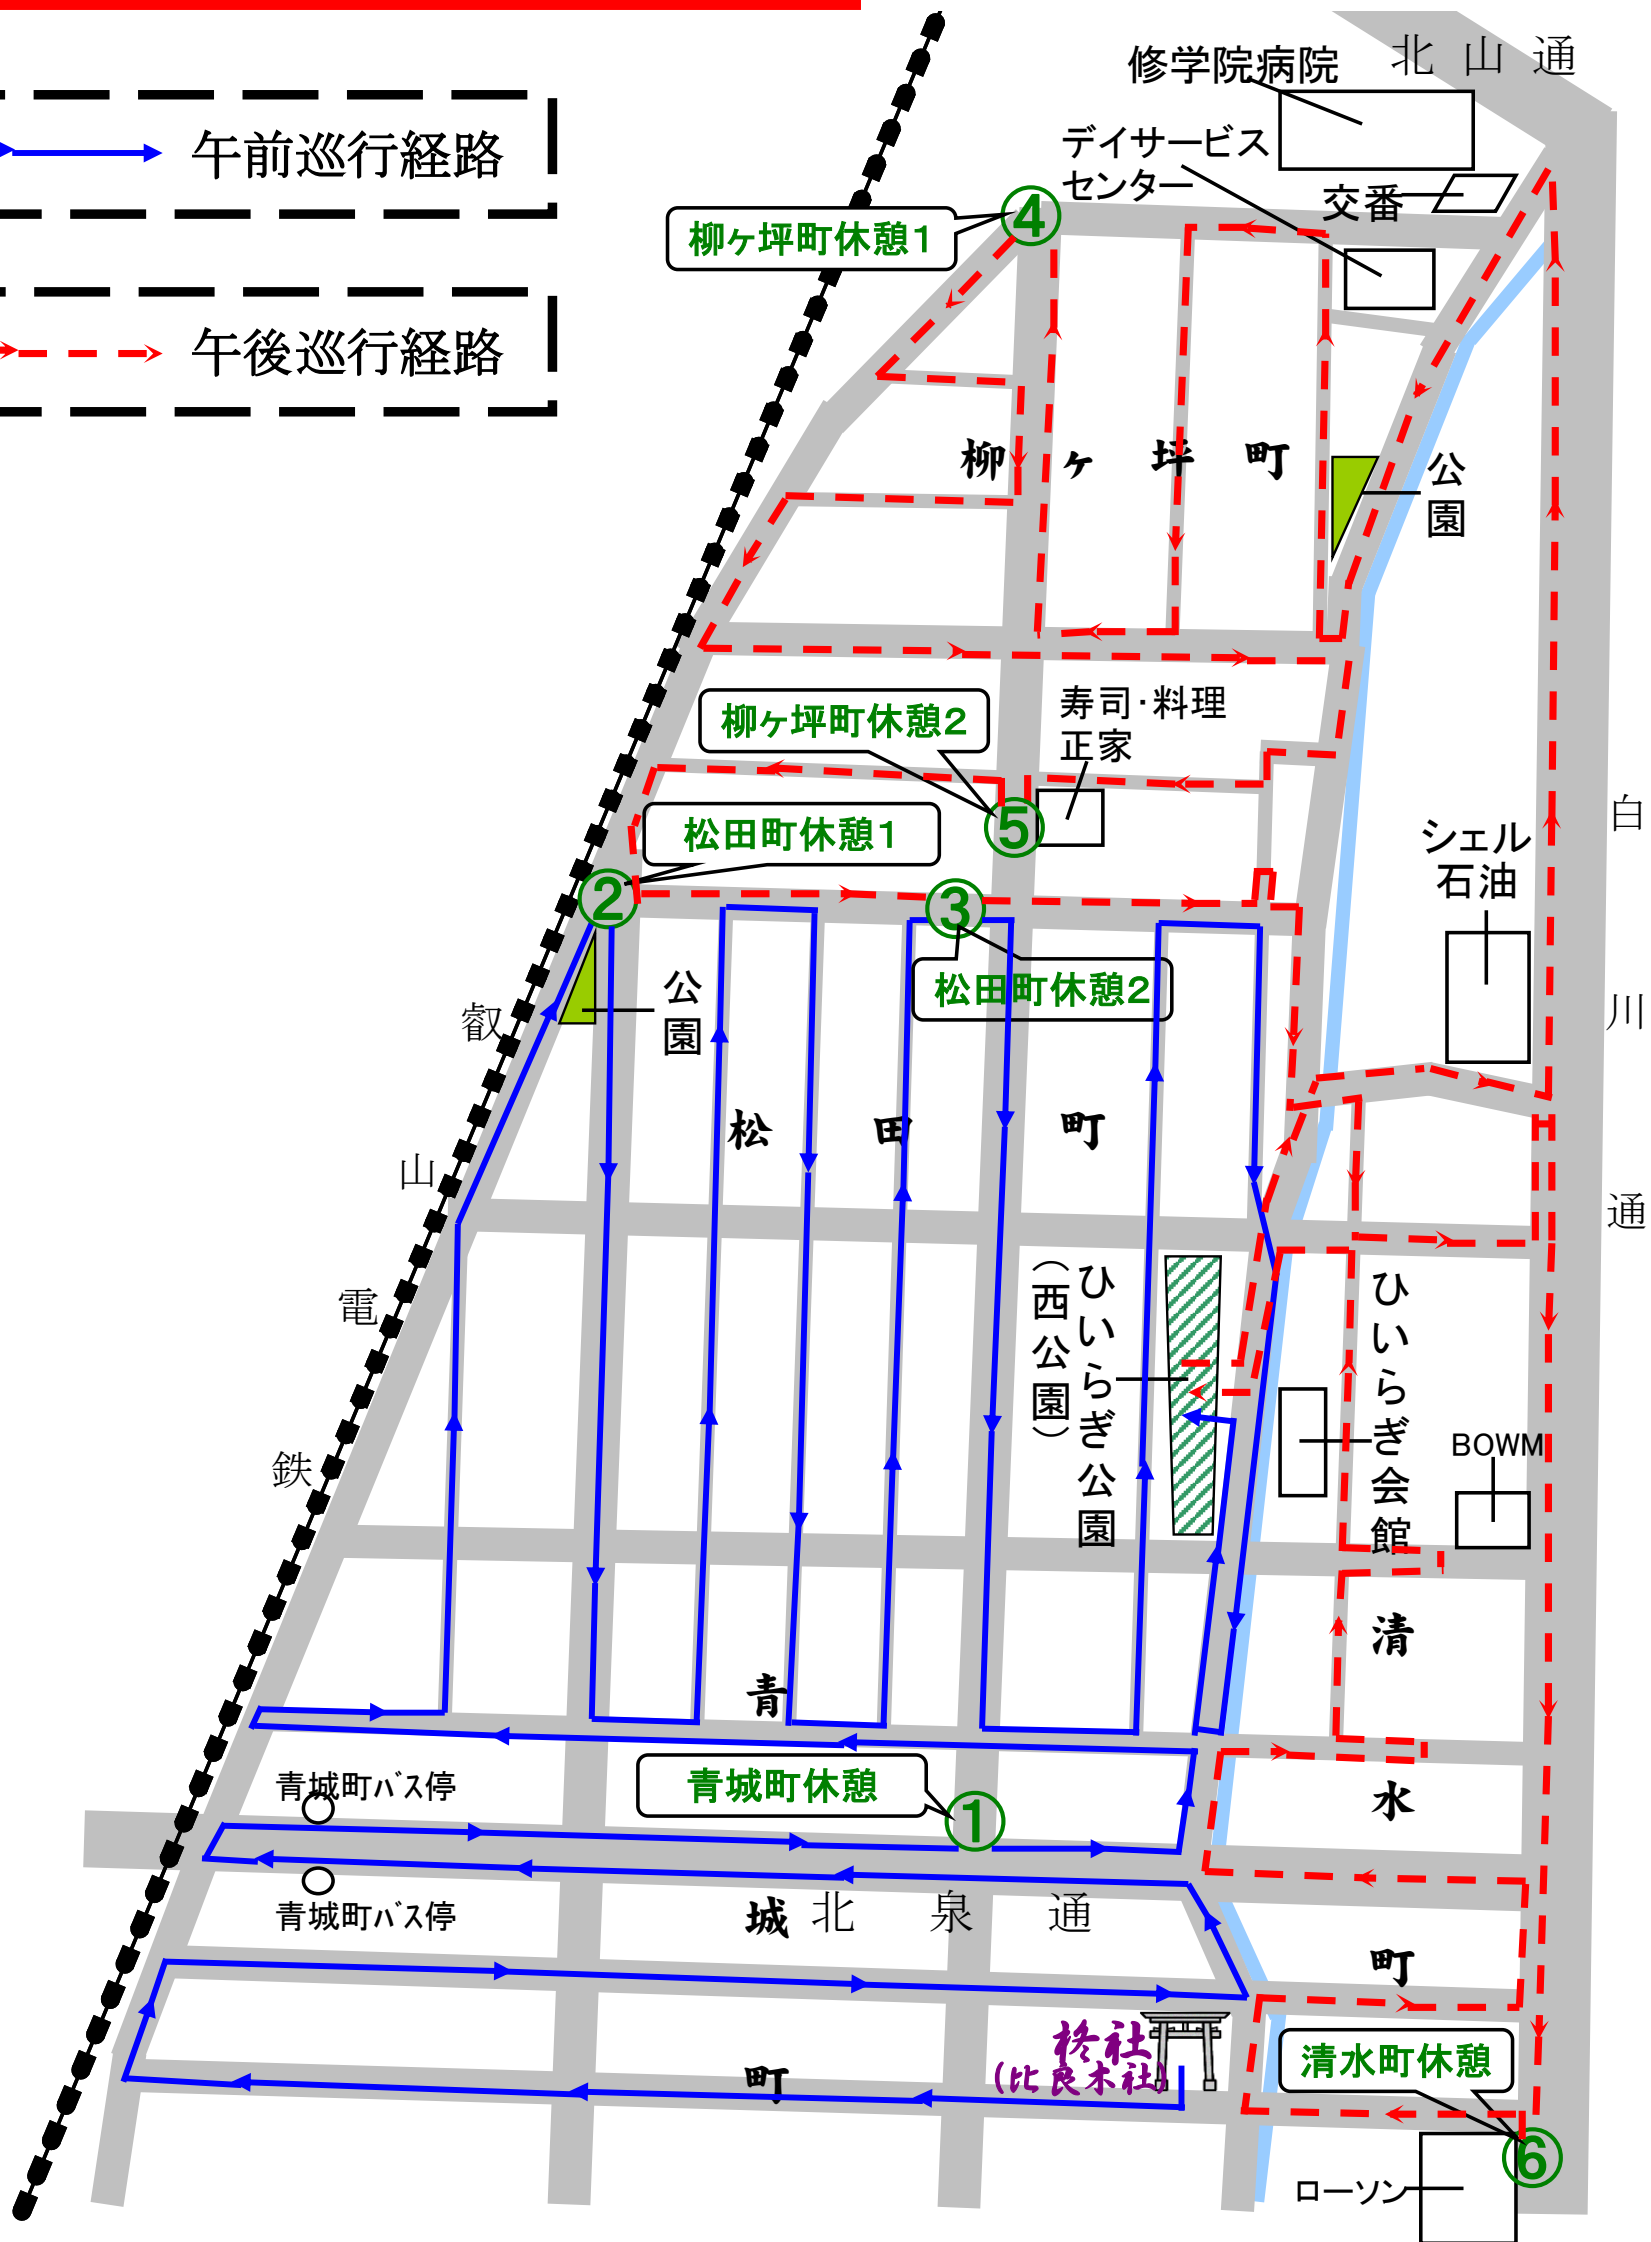 北山通
修学院病院
午前巡行経路
デイサービス
センター
交番
④
柳ヶ坪町休憩1
午後巡行経路
柳ヶ坪町
公園
柳ヶ坪町休憩2
寿司・料理
正家
⑤
松田町休憩1
シェル
石油
白川通
②
③
松田町休憩2
公園
叡山電鉄
松田町
ひいらぎ公園
(西公園)
ひいらぎ会館
BOWM
清水町
青城町
青城町休憩
①
青城町バス停
青城町バス停
北泉通
柊社
(比良木社)
清水町休憩
⑥
ローソン